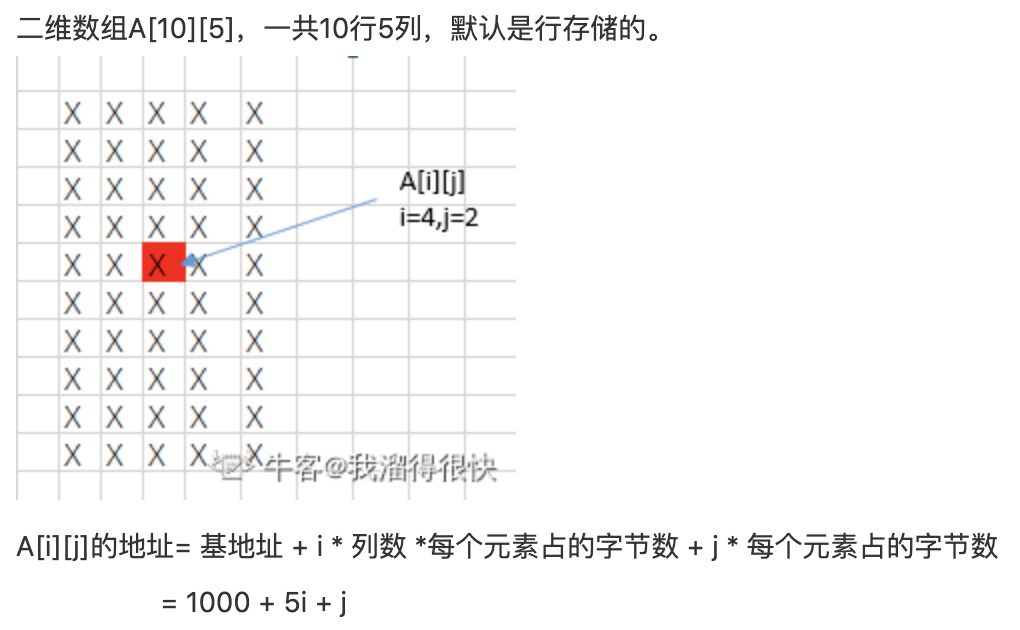 二维数组A[10][5]，一共10行5列，默认是行存储的。
X X X X X
X X X X X
X X X X X
A[i][j]
X X X X X
i=4,j=2
X X X X X
X X X X X
X X X X X
X X X X X
X X X X X
X X X X X
牛客@我溜得很快
A[i][j]的地址= 基地址 + i * 列数 *每个元素占的字节数 + j * 每个元素占的字节数
= 1000 + 5i + j